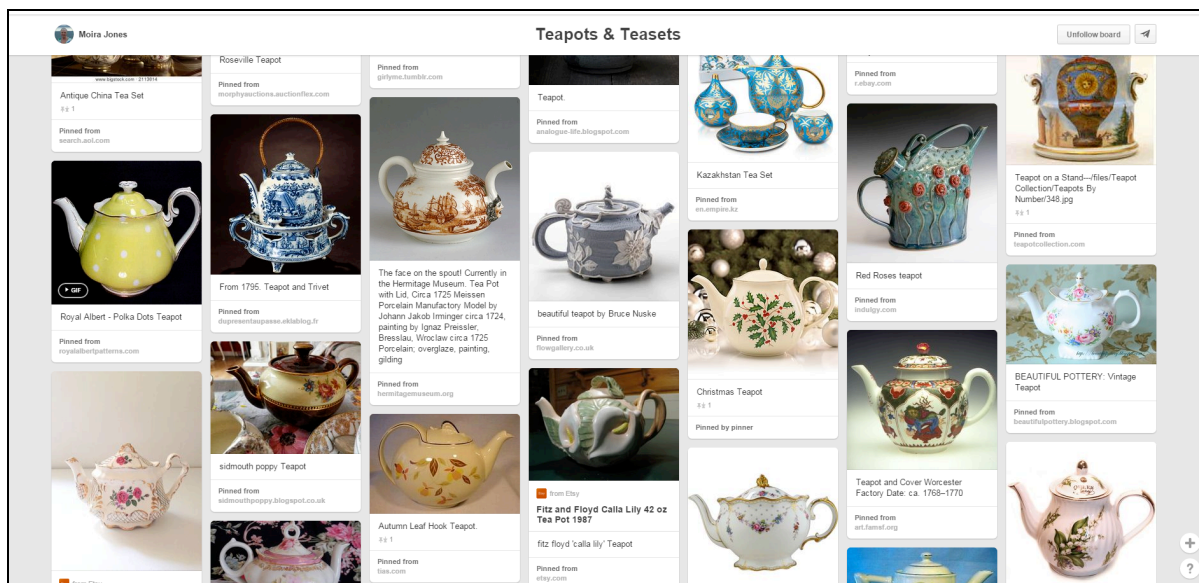 Moira Jones
Teapots & Teasets
Unfollow board
www.bigstock.com · 2113614
Antique China Tea Set
1
Pinned from
search.aol.com
GIF
Royal Albert - Polka Dots Teapot
Pinned from
royalalbertpatterns.com
from Etsy
Roseville Teapot
Pinned from
morphyauctions.auctionflex.com
From 1795. Teapot and Trivet
Pinned from
dupresentaupasse.eklablog.fr
sidmouth poppy Teapot
Pinned from
sidmouthpoppy.blogspot.co.uk
Pinned from
girlyme.tumblr.com
The face on the spout! Currently in
the Hermitage Museum. Tea Pot
with Lid, Circa 1725 Meissen
Porcelain Manufactory Model by
Johann Jakob Irminger circa 1724,
painting by Ignaz Preissler,
Bresslau, Wroclaw circa 1725
Porcelain; overglaze, painting,
gilding
Pinned from
hermitagemuseum.org
Autumn Leaf Hook Teapot.
1
Pinned from
tias.com
Teapot.
Pinned from
analogue-life.blogspot.com
beautiful teapot by Bruce Nuske
Pinned from
flowgallery.co.uk
from Etsy
Fitz and Floyd Calla Lily 42 oz
Tea Pot 1987
fitz floyd 'calla lily' Teapot
Pinned from
etsy.com
Kazakhstan Tea Set
Pinned from
en.empire.kz
Christmas Teapot
1
Pinned by pinner
Pinned from
r.ebay.com
Red Roses teapot
Pinned from
indulgy.com
Teapot and Cover Worcester
Factory Date: ca. 1768–1770
Pinned from
art.famsf.org
Teapot on a Stand—/files/Teapot
Collection/Teapots By
Number/348.jpg
1
Pinned from
teapotcollection.com
BEAUTIFUL POTTERY: Vintage
Teapot
Pinned from
beautifulpottery.blogspot.com
+
?